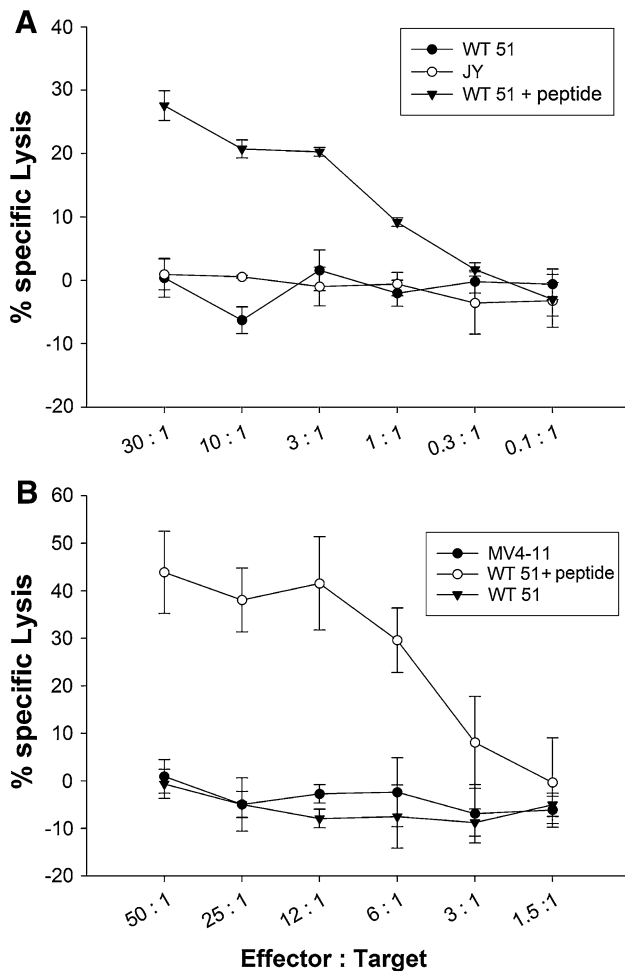 A
40
30
20
10
0
-10
-20
% specific Lysis
WT 51
JY
WT 51 + peptide
30 : 1
10 : 1
3 : 1
1 : 1
0.3 : 1
0.1 : 1
B
60
50
40
30
20
10
0
-10
-20
% specific Lysis
MV4-11
WT 51+ peptide
WT 51
50 : 1
25 : 1
12 : 1
6 : 1
3 : 1
1.5 : 1
Effector : Target